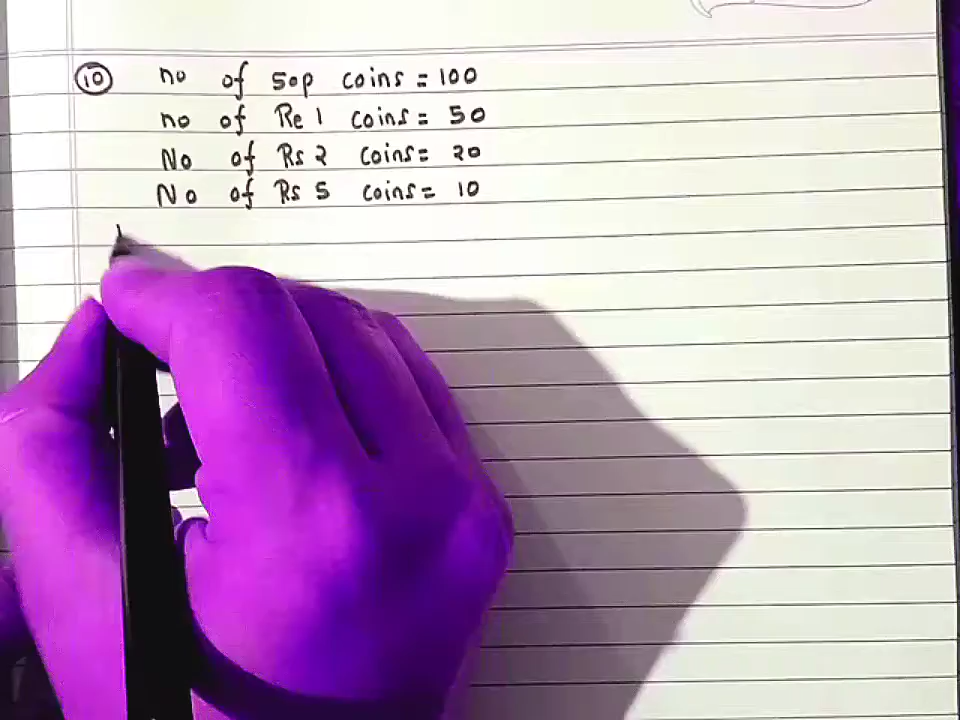 10 no of 50p coins = 100
no of Re 1 coins = 50
No of Rs 2 coins = 20
No of Rs 5 coins = 10